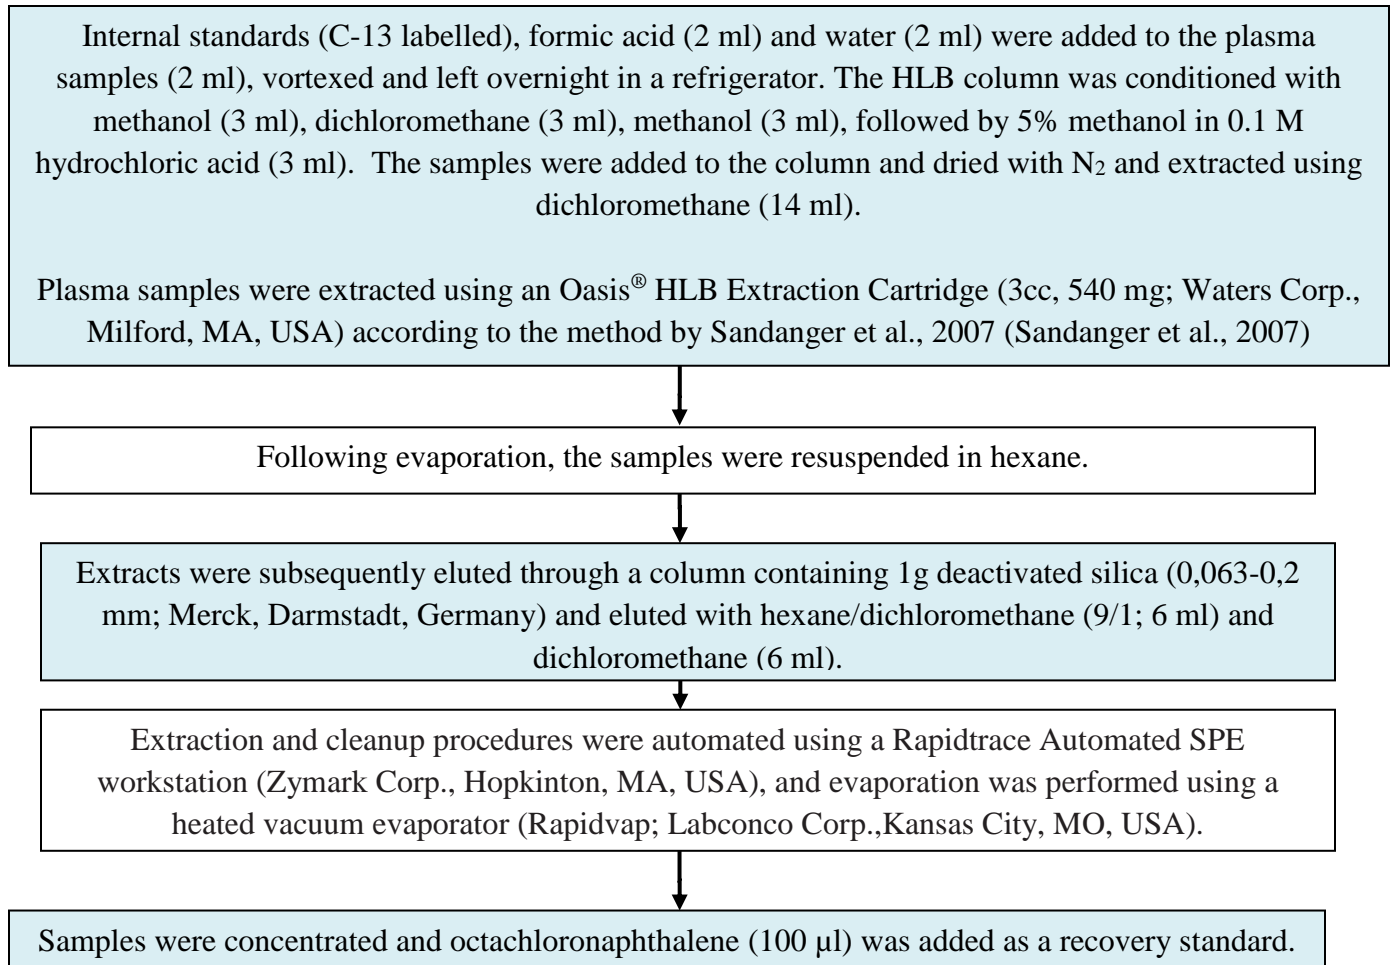 Internal standards (C-13 labelled), formic acid (2 ml) and water (2 ml) were added to the plasma
samples (2 ml), vortexed and left overnight in a refrigerator. The HLB column was conditioned with
methanol (3 ml), dichloromethane (3 ml), methanol (3 ml), followed by 5% methanol in 0.1 M
hydrochloric acid (3 ml).  The samples were added to the column and dried with N₂ and extracted using
dichloromethane (14 ml).
Plasma samples were extracted using an Oasis® HLB Extraction Cartridge (3cc, 540 mg; Waters Corp.,
Milford, MA, USA) according to the method by Sandanger et al., 2007 (Sandanger et al., 2007)
Following evaporation, the samples were resuspended in hexane.
Extracts were subsequently eluted through a column containing 1g deactivated silica (0,063-0,2
mm; Merck, Darmstadt, Germany) and eluted with hexane/dichloromethane (9/1; 6 ml) and
dichloromethane (6 ml).
Extraction and cleanup procedures were automated using a Rapidtrace Automated SPE
workstation (Zymark Corp., Hopkinton, MA, USA), and evaporation was performed using a
heated vacuum evaporator (Rapidvap; Labconco Corp.,Kansas City, MO, USA).
Samples were concentrated and octachloronaphthalene (100 µl) was added as a recovery standard.